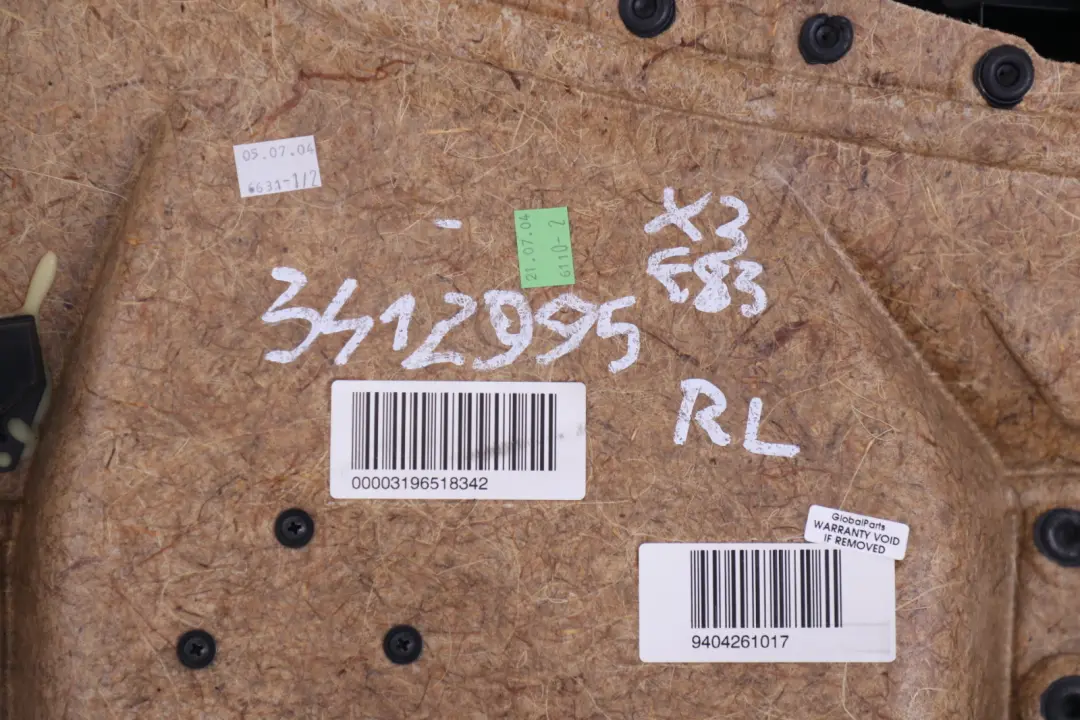 05.07.04
6631-1/2
21.07.04
6110-2
X3
E83
3412995
RL
00003196518342
GlobalParts
WARRANTY VOID
IF REMOVED
9404261017